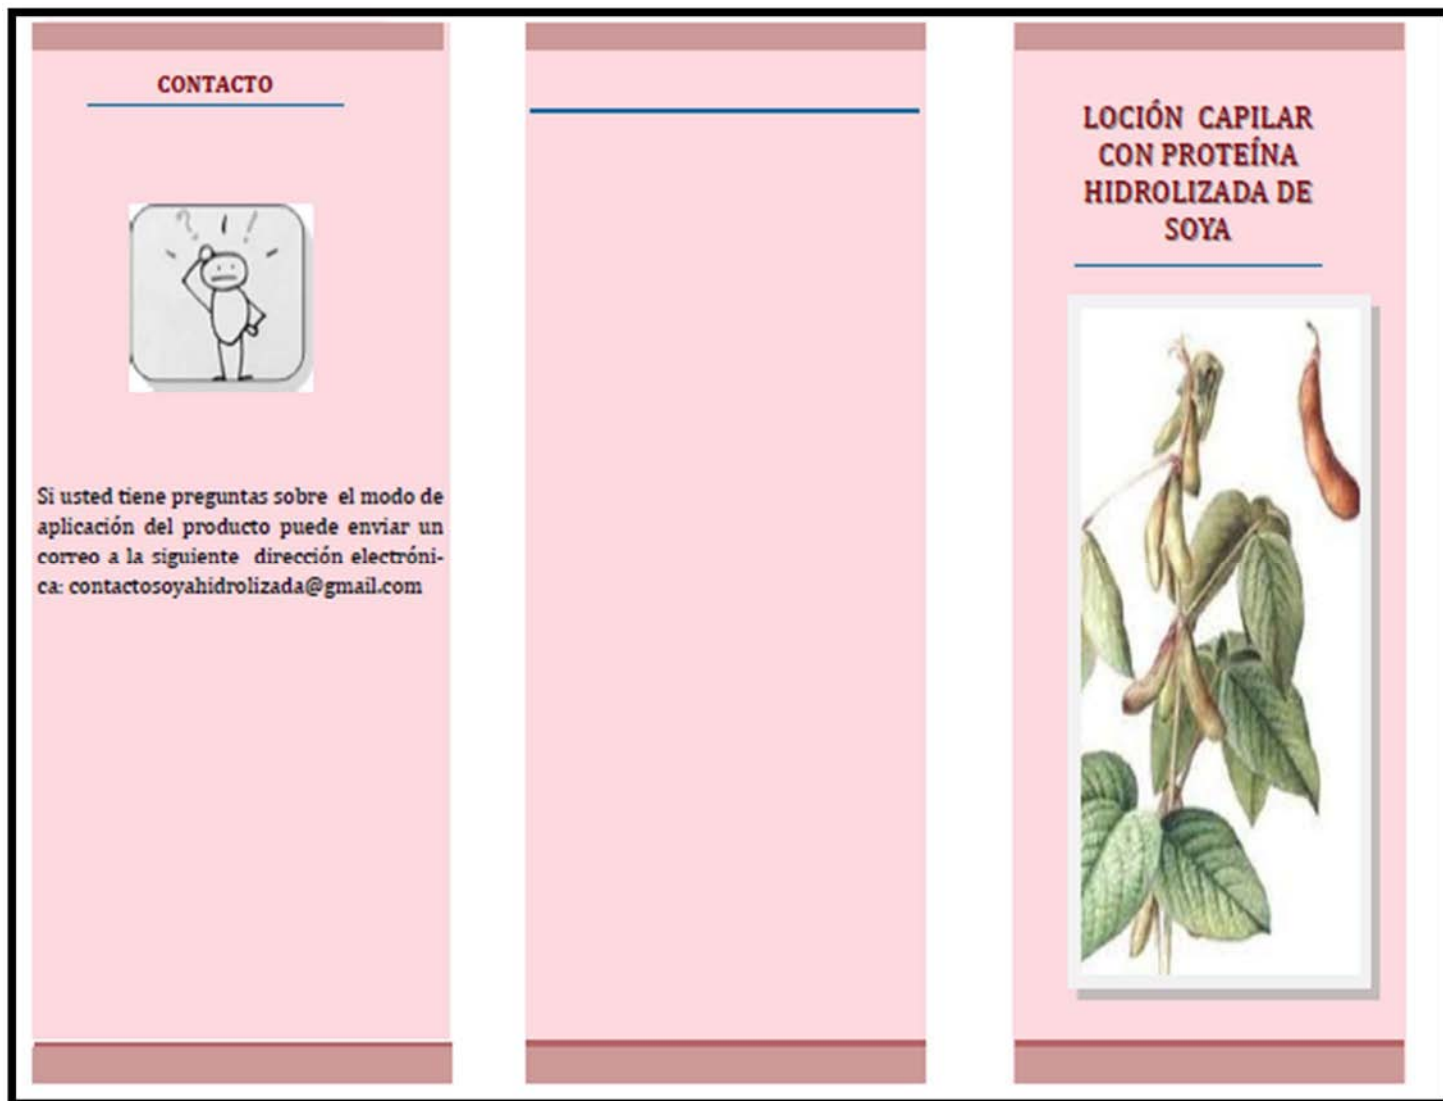 CONTACTO
Si usted tiene preguntas sobre el modo de
aplicación del producto puede enviar un
correo a la siguiente dirección electróni-
ca: contactosoyahidrolizada@gmail.com
LOCIÓN CAPILAR
CON PROTEÍNA
HIDROLIZADA DE
SOYA